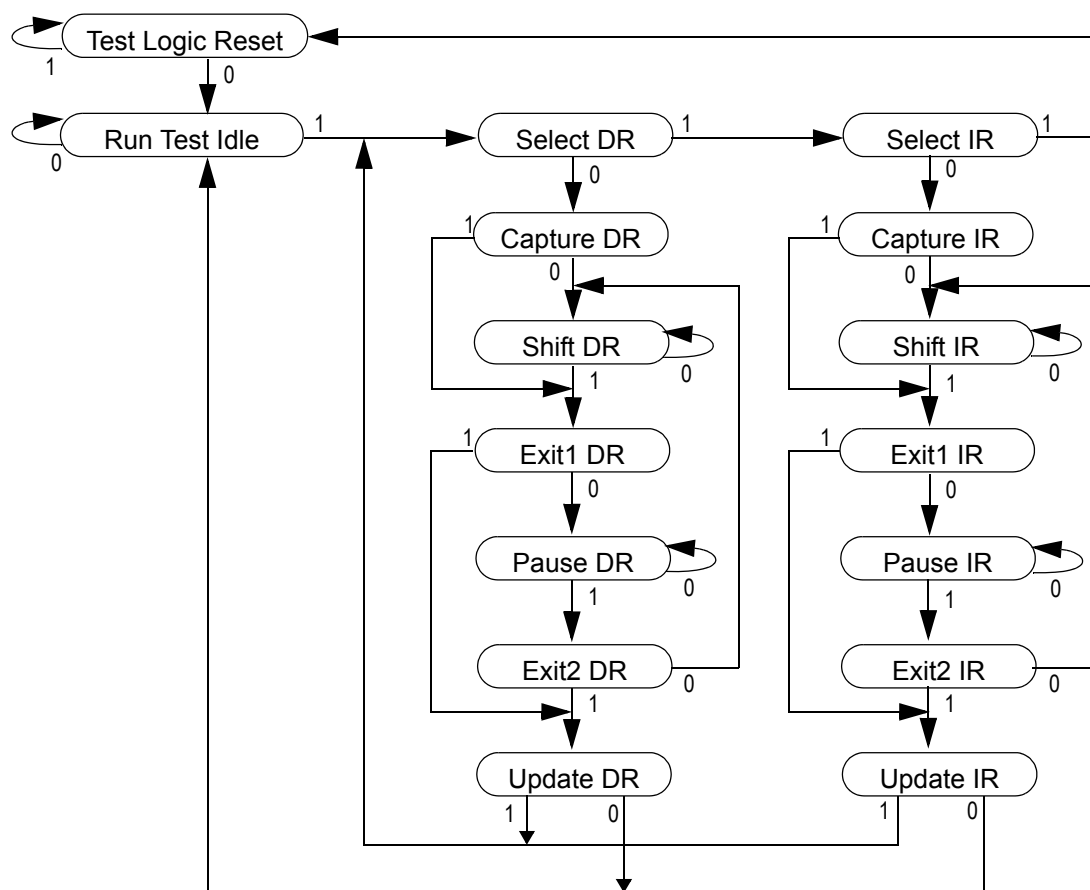 Test Logic Reset
1
0
Run Test Idle
1
Select DR
1
Select IR
1
0
0
0
1
Capture DR
1
Capture IR
0
0
Shift DR
Shift IR
0
0
1
1
1
Exit1 DR
1
Exit1 IR
0
0
Pause DR
Pause IR
0
0
1
1
Exit2 DR
Exit2 IR
0
0
1
1
Update DR
Update IR
1
0
1
0